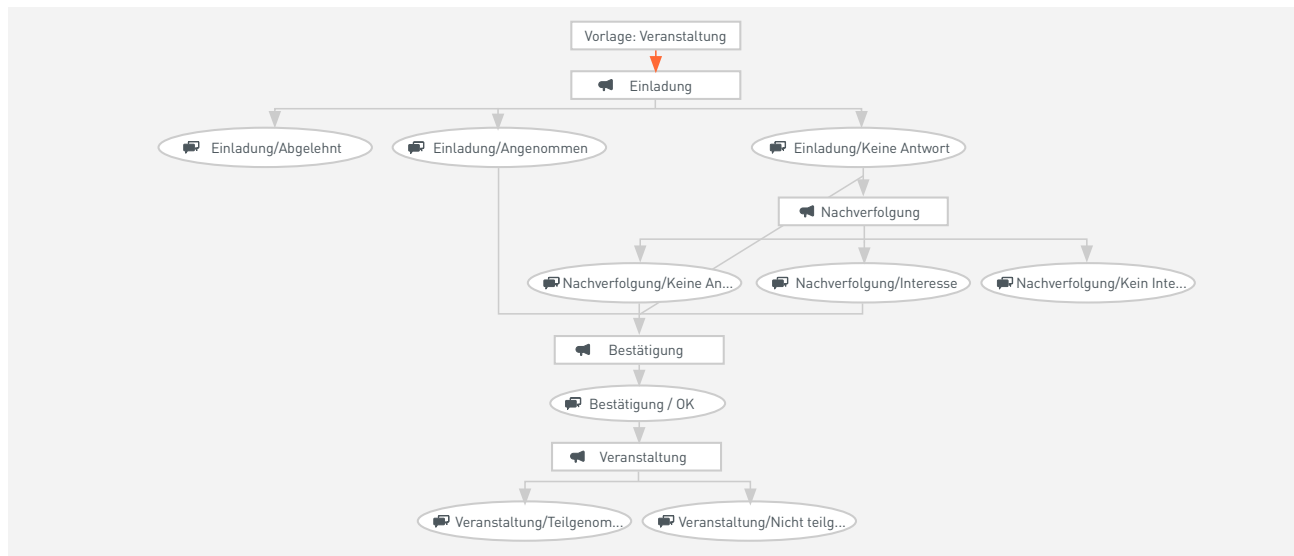 Vorlage: Veranstaltung
Einladung
Einladung/Abgelehnt
Einladung/Angenommen
Einladung/Keine Antwort
Nachverfolgung
Nachverfolgung/Keine An...
Nachverfolgung/Interesse
Nachverfolgung/Kein Inte...
Bestätigung
Bestätigung / OK
Veranstaltung
Veranstaltung/Teilgenom...
Veranstaltung/Nicht teilg...